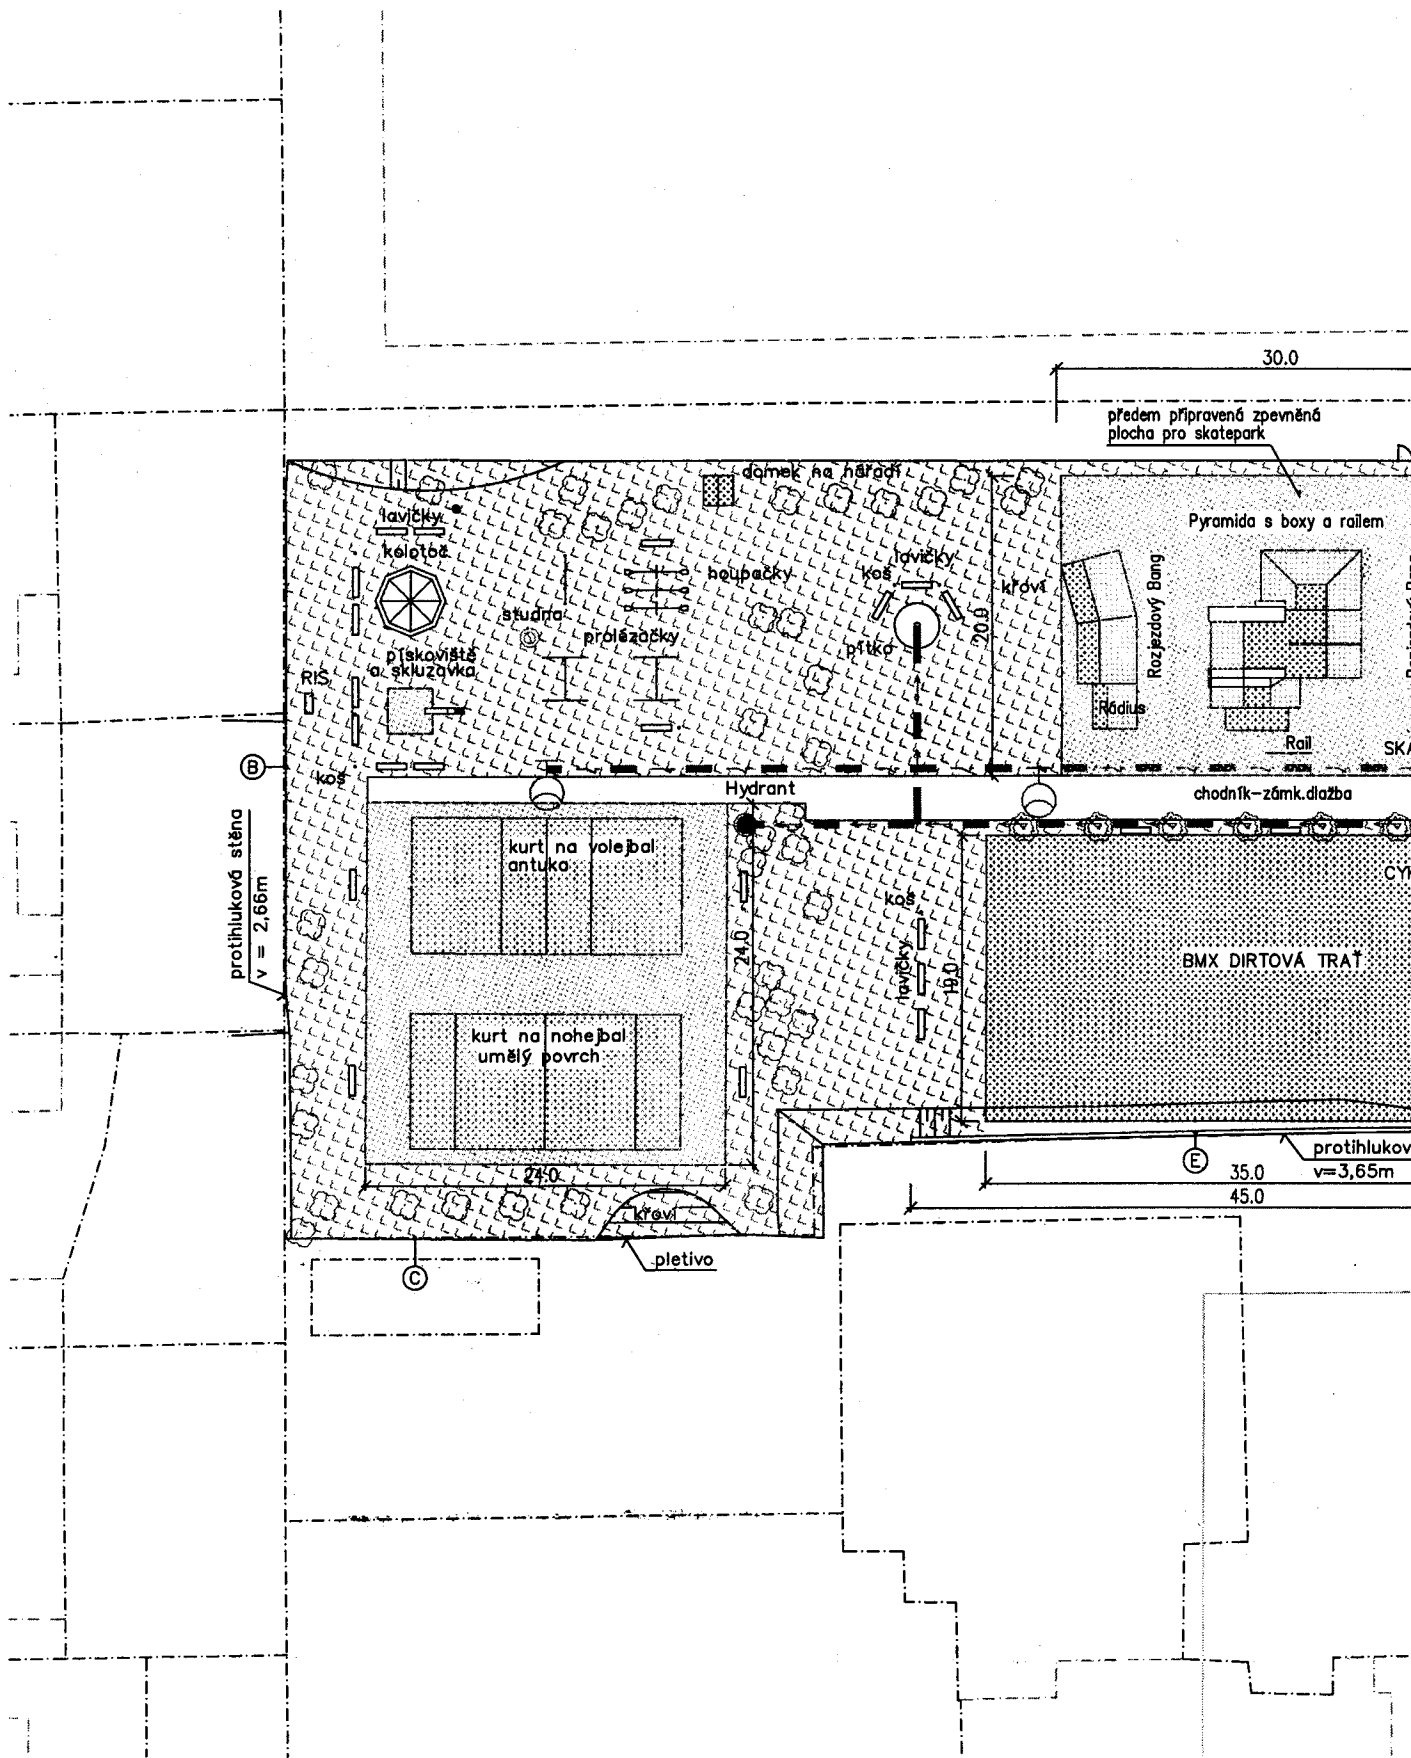 30.0
předem připravená zpevněná
plocha pro skatepark
domek na nářadí
lavičky
kolotoč
Pyramida s boxy a railem
houpačky
lavičky
koš
křoví
Rozjezdový Bang
studna
prolézačky
20.0
pítko
pískoviště
a skluzavka
RIS
Rádius
Rail
SKA
B
koš
Hydrant
chodník-zámk.dlažba
protihluková stěna
v = 2,66m
kurt na volejbal
antuka
CYK
koš
24.0
lavičky
19.0
BMX DIRTOVÁ TRAŤ
kurt na nohejbal
umělý povrch
E
protihlukov
v=3,65m
24.0
35.0
45.0
křoví
pletivo
C